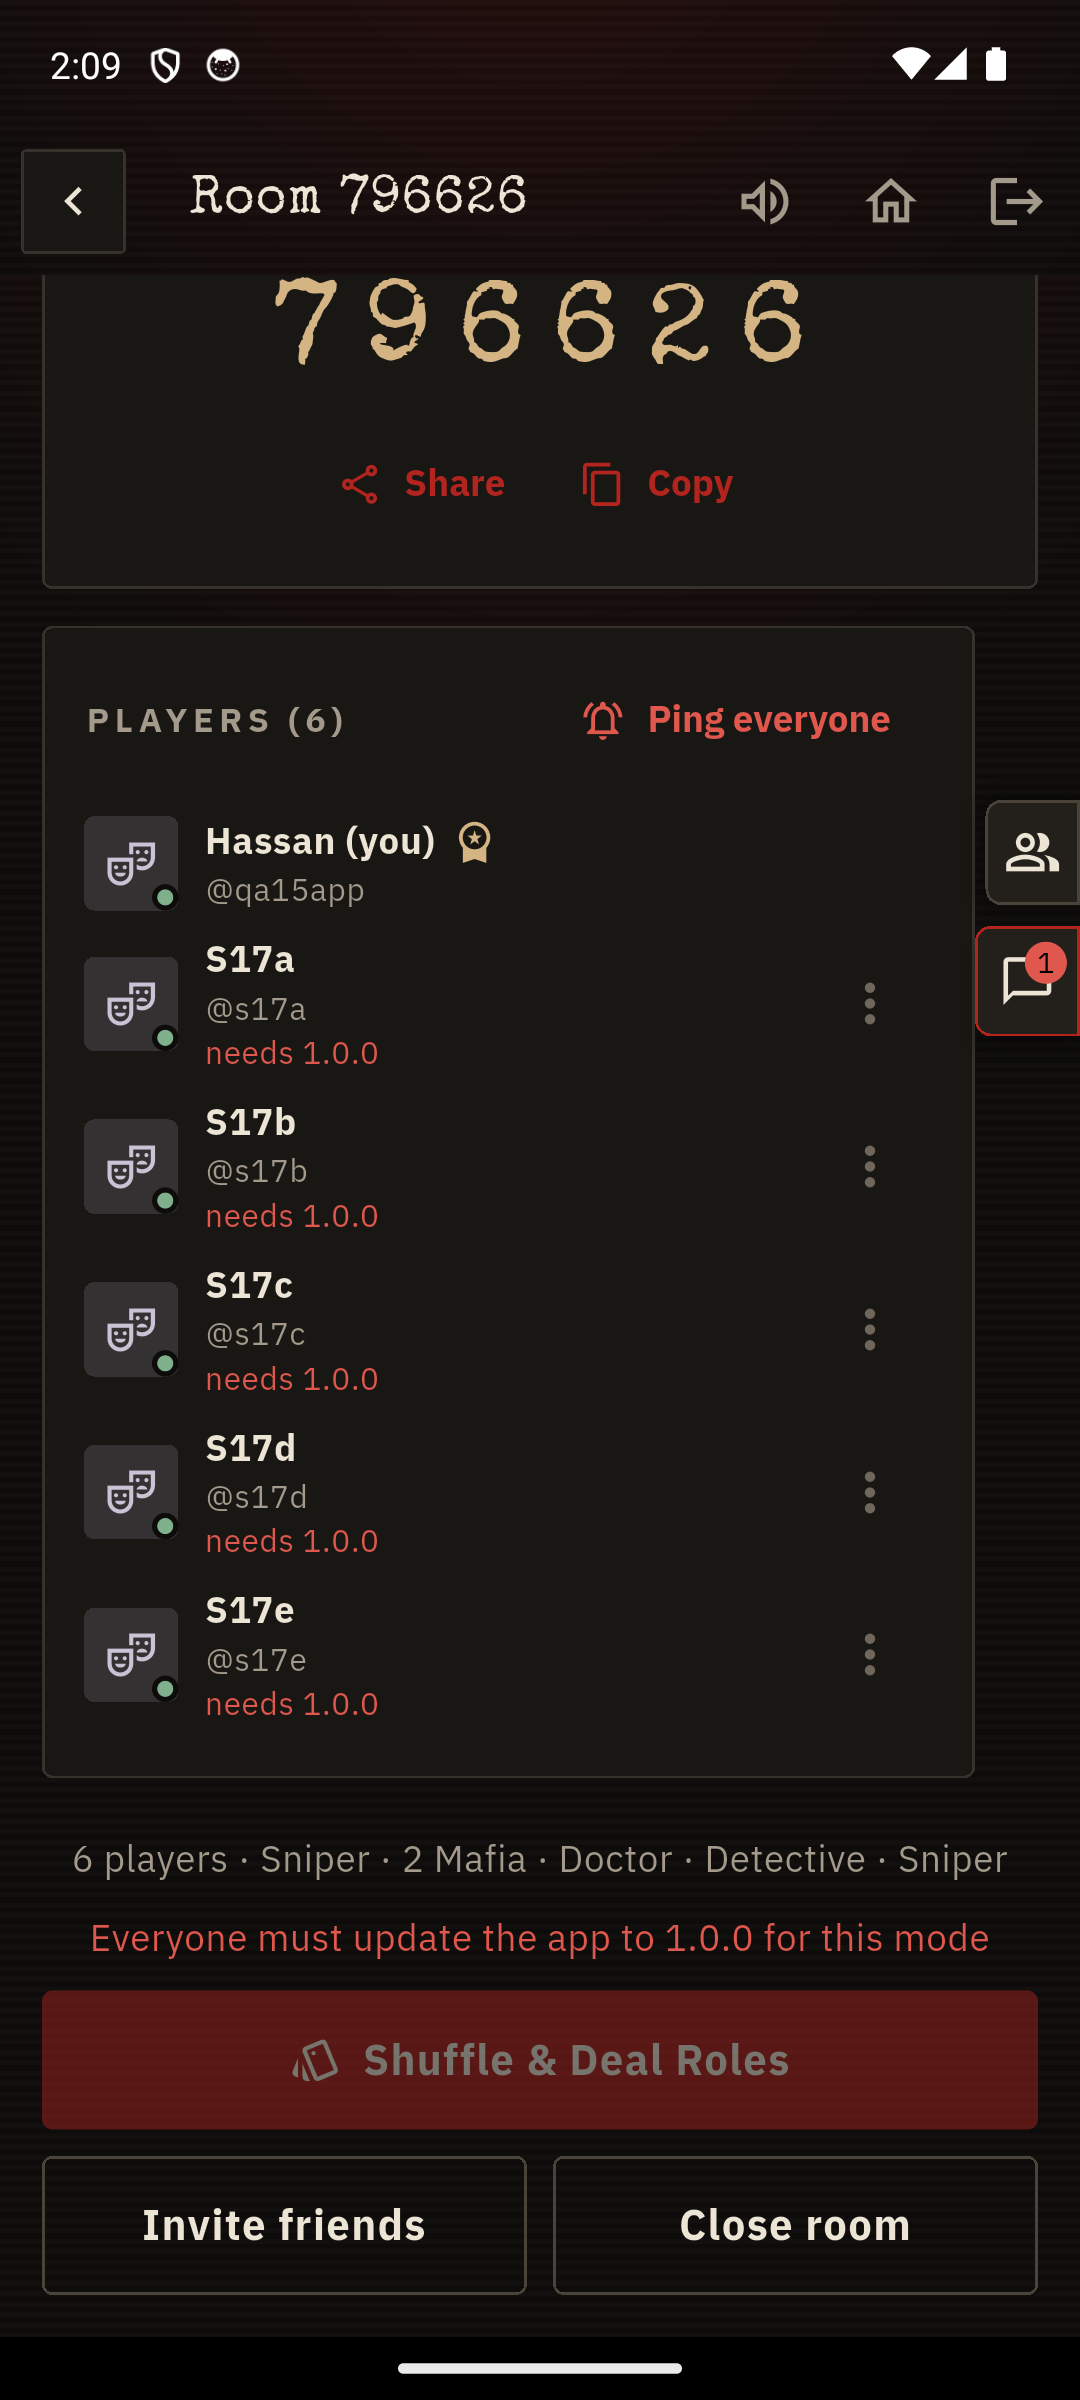 2:09
Room 796626
796626
Share Copy
PLAYERS (6) Ping everyone
Hassan (you)
@qa15app
S17a
@s17a
needs 1.0.0
1
S17b
@s17b
needs 1.0.0
S17c
@s17c
needs 1.0.0
S17d
@s17d
needs 1.0.0
S17e
@s17e
needs 1.0.0
6 players · Sniper · 2 Mafia · Doctor · Detective · Sniper
Everyone must update the app to 1.0.0 for this mode
Shuffle & Deal Roles
Invite friends Close room